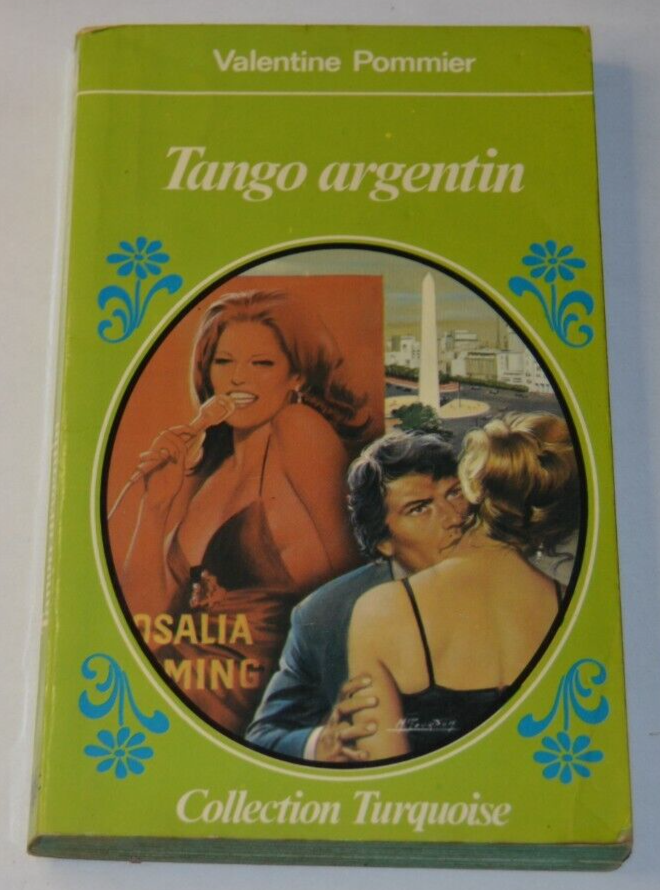 Valentine Pommier
Tango argentin
OSALIA
MING
Collection Turquoise